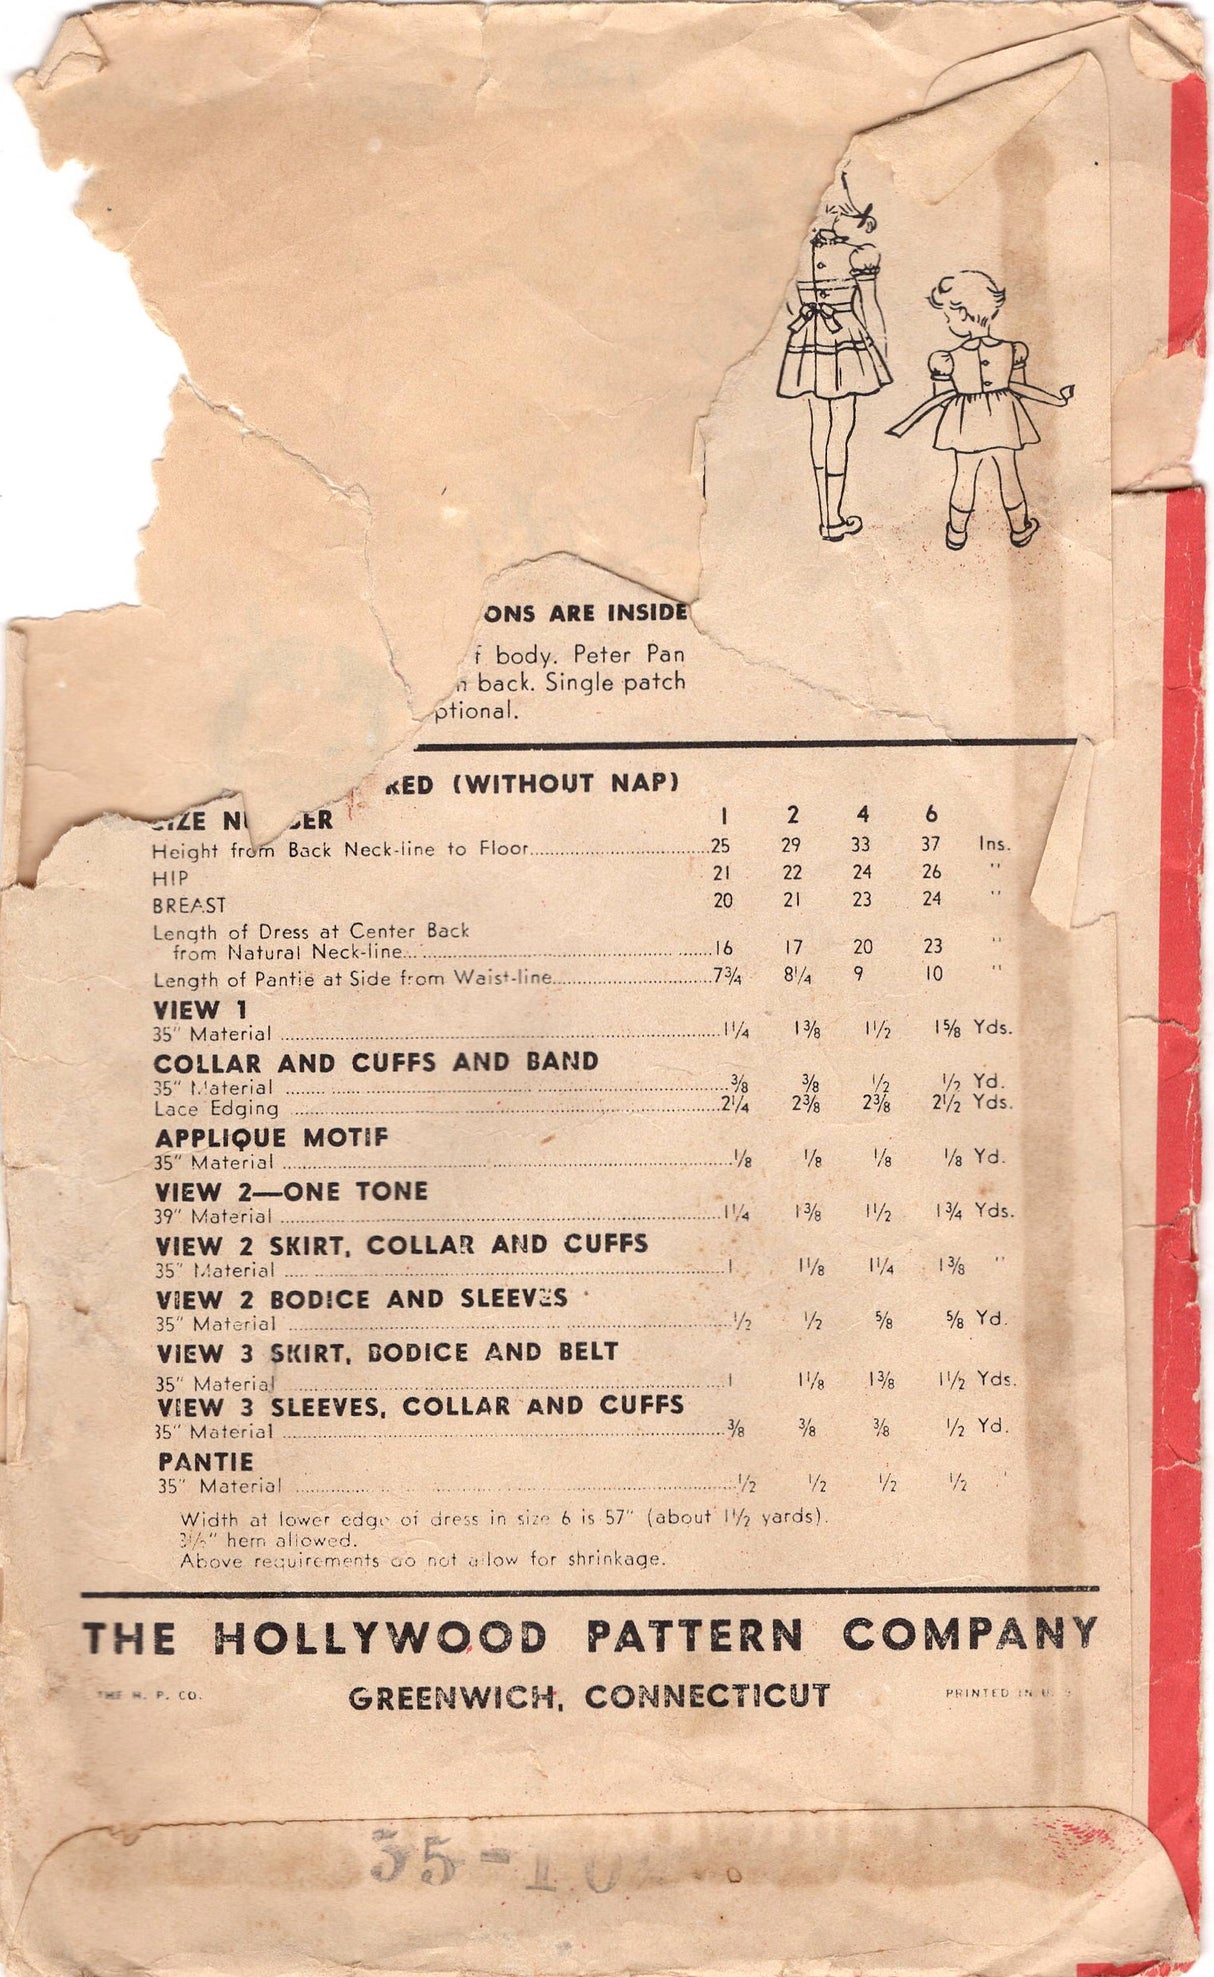 ONS ARE INSIDE
f body. Peter Pan
n back. Single patch
ptional.
RED (WITHOUT NAP)
SIZE NUMBER 1 2 4 6
Height from Back Neck-line to Floor 25 29 33 37 Ins.
HIP 21 22 24 26 "
BREAST 20 21 23 24 "
Length of Dress at Center Back
from Natural Neck-line 16 17 20 23 "
Length of Pantie at Side from Waist-line 7¾ 8¼ 9 10 "
VIEW 1
35" Material 1¼ 1⅜ 1½ 1⅝ Yds.
COLLAR AND CUFFS AND BAND
35" Material ⅜ ⅜ ½ ½ Yd.
Lace Edging 2¼ 2⅜ 2⅜ 2½ Yds.
APPLIQUE MOTIF
35" Material ⅛ ⅛ ⅛ ⅛ Yd.
VIEW 2—ONE TONE
39" Material 1¼ 1⅜ 1½ 1¾ Yds.
VIEW 2 SKIRT, COLLAR AND CUFFS
35" Material 1 1⅛ 1¼ 1⅜ "
VIEW 2 BODICE AND SLEEVES
35" Material ½ ½ ⅝ ⅝ Yd.
VIEW 3 SKIRT, BODICE AND BELT
35" Material 1 1⅛ 1⅜ 1½ Yds.
VIEW 3 SLEEVES, COLLAR AND CUFFS
35" Material ⅜ ⅜ ⅜ ½ Yd.
PANTIE
35" Material ½ ½ ½ ½ "
Width at lower edge of dress in size 6 is 57" (about 1½ yards).
hem allowed.
Above requirements do not allow for shrinkage.
THE HOLLYWOOD PATTERN COMPANY
THE H. P. CO. GREENWICH, CONNECTICUT PRINTED IN U. S.
35-10